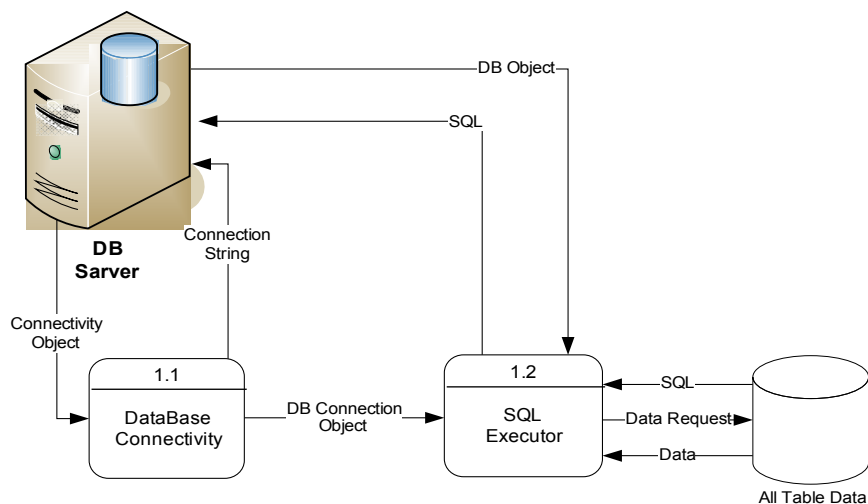 DB Object
SQL
Connection
String
DB
Sarver
Connectivity
Object
1.1
DataBase
Connectivity
DB Connection
Object
1.2
SQL
Executor
SQL
Data Request
Data
All Table Data